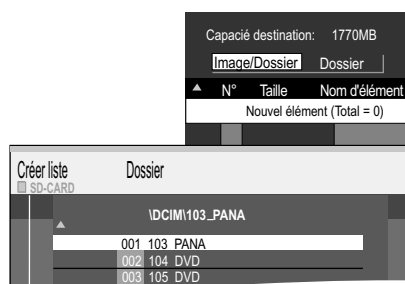 Capacié destination: 1770MB
Image/Dossier Dossier
N° Taille Nom d'élément
Nouvel élément (Total = 0)
Créer liste Dossier
SD-CARD
\DCIM\103_PANA
001 103 PANA
002 104 DVD
003 105 DVD